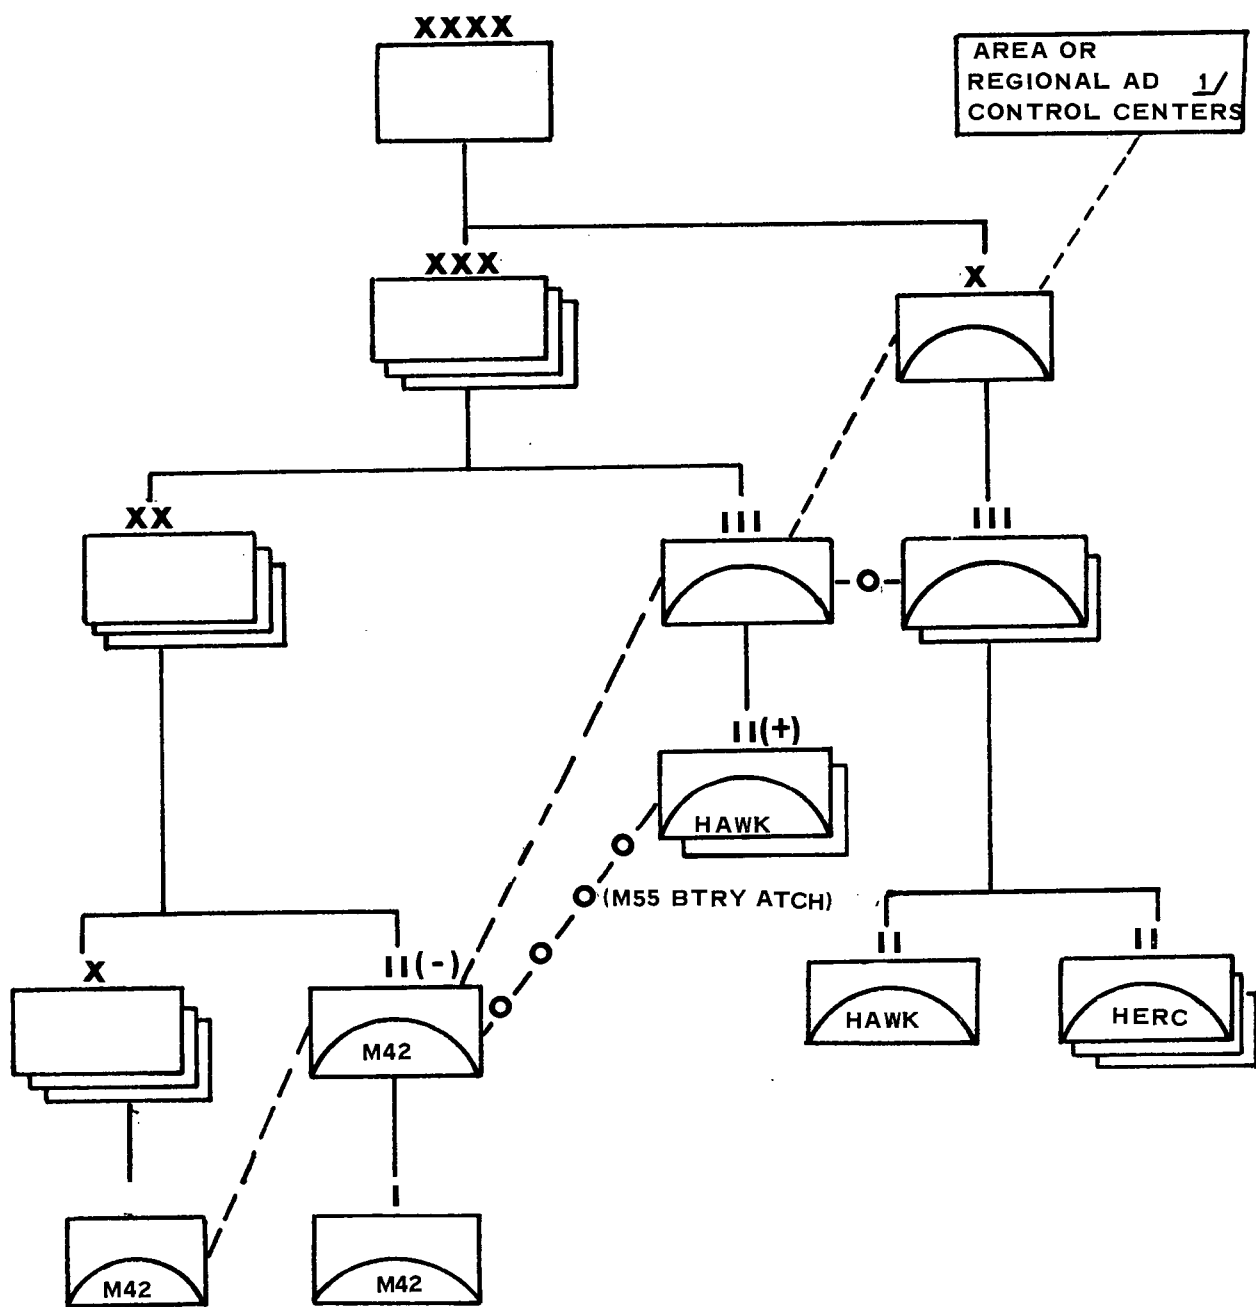 XXXX
AREA OR
REGIONAL AD 1/
CONTROL CENTERS
XXX
X
XX
III
III
II(+)
HAWK
(M55 BTRY ATCH)
X
II(-)
II
II
M42
HAWK
HERC
I
M42
M42